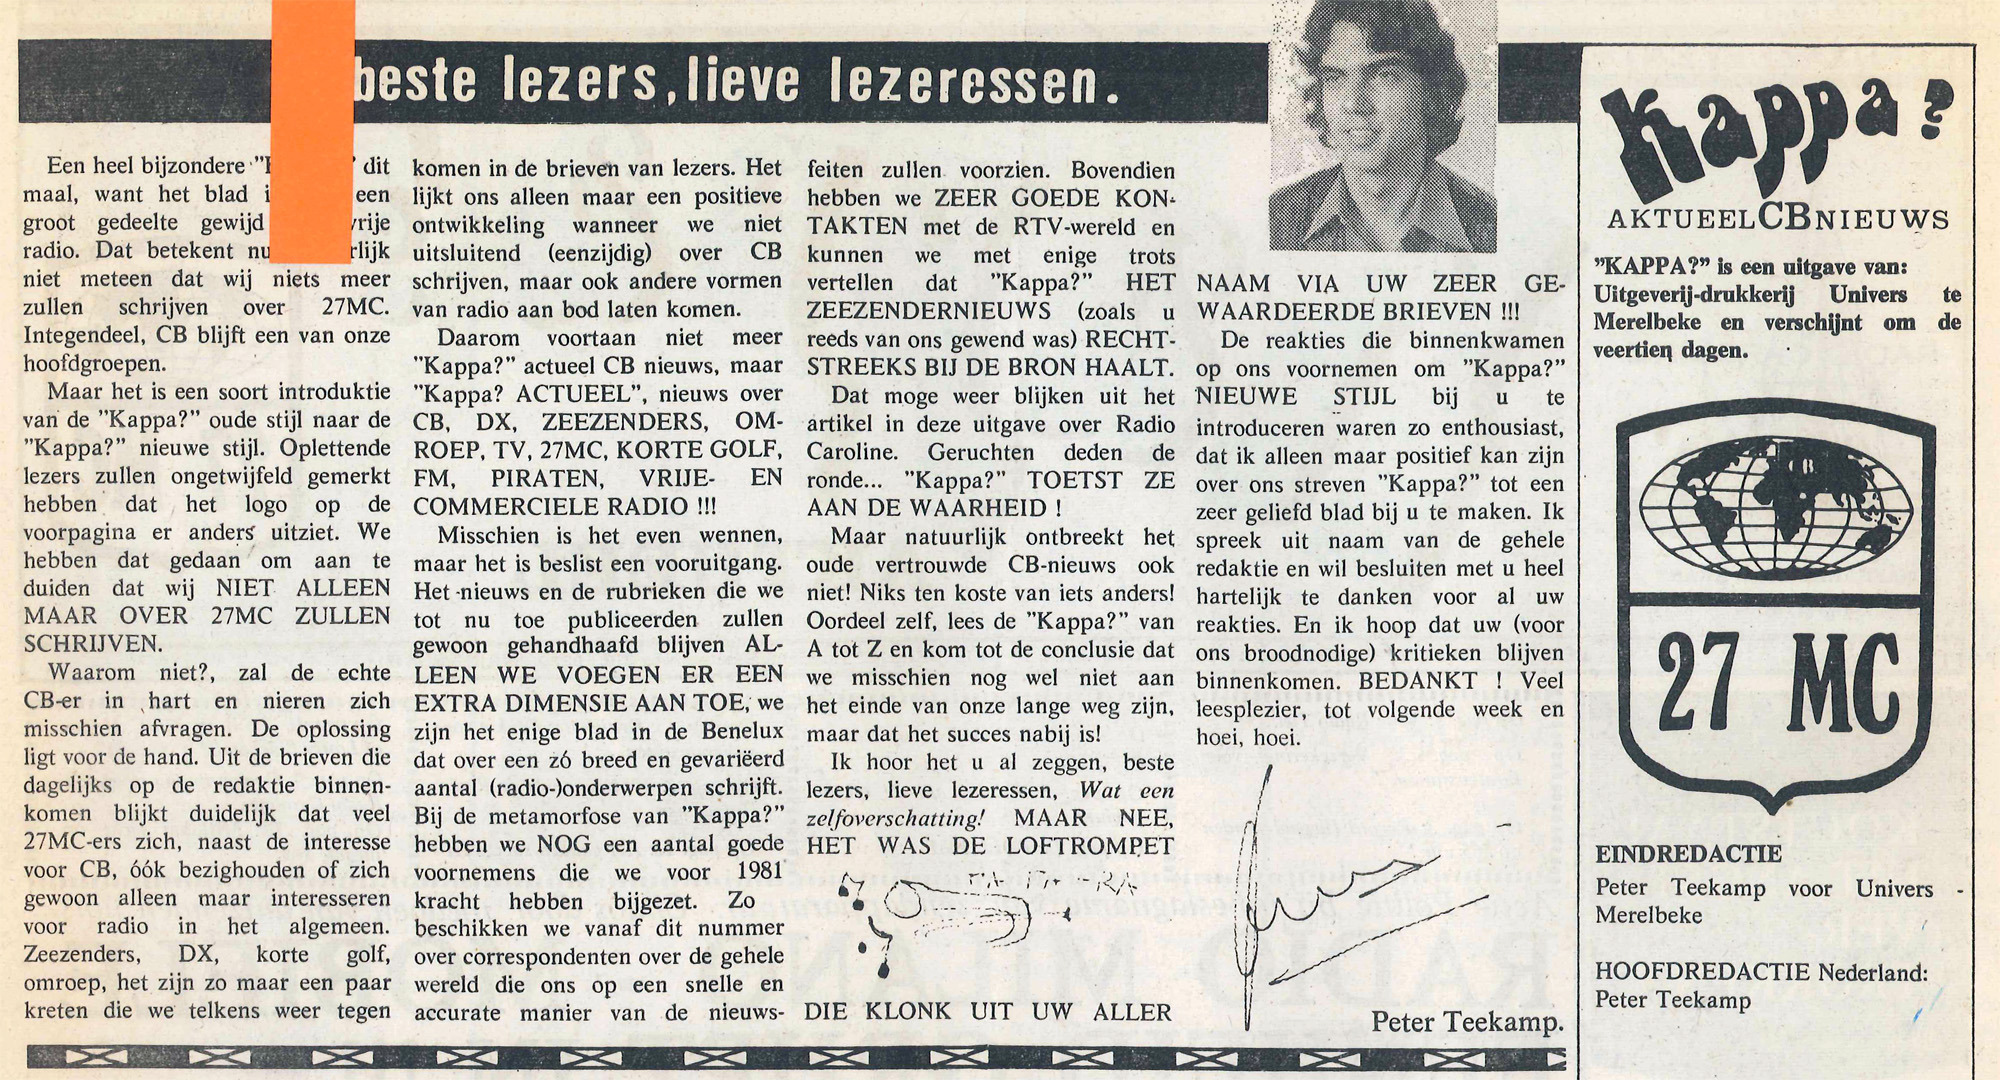 beste lezers, lieve lezeressen.
Een heel bijzondere "       " dit
maal, want het blad        een
groot gedeelte gewijd        vrije
radio. Dat betekent
niet meteen dat wij niets meer
zullen schrijven over 27MC.
Integendeel, CB blijft een van onze
hoofdgroepen.
Maar het is een soort introduktie
van de "Kappa?" oude stijl naar de
"Kappa?" nieuwe stijl. Oplettende
lezers zullen ongetwijfeld gemerkt
hebben dat het logo op de
voorpagina er anders uitziet. We
hebben dat gedaan om aan te
duiden dat wij NIET ALLEEN
MAAR OVER 27MC ZULLEN
SCHRIJVEN.
Waarom niet?, zal de echte
CB-er in hart en nieren zich
misschien afvragen. De oplossing
ligt voor de hand. Uit de brieven die
dagelijks op de redaktie binnen-
komen blijkt duidelijk dat veel
27MC-ers zich, naast de interesse
voor CB, óók bezighouden of zich
gewoon alleen maar interesseren
voor radio in het algemeen.
Zeezenders, DX, korte golf,
omroep, het zijn zo maar een paar
kreten die we telkens weer tegen
komen in de brieven van lezers. Het
lijkt ons alleen maar een positieve
ontwikkeling wanneer we niet
uitsluitend (eenzijdig) over CB
schrijven, maar ook andere vormen
van radio aan bod laten komen.
Daarom voortaan niet meer
"Kappa?" actueel CB nieuws, maar
"Kappa? ACTUEEL", nieuws over
CB, DX, ZEEZENDERS, OM-
ROEP, TV, 27MC, KORTE GOLF,
FM, PIRATEN, VRIJE- EN
COMMERCIELE RADIO !!!
Misschien is het even wennen,
maar het is beslist een vooruitgang.
Het nieuws en de rubrieken die we
tot nu toe publiceerden zullen
gewoon gehandhaafd blijven AL-
LEEN WE VOEGEN ER EEN
EXTRA DIMENSIE AAN TOE, we
zijn het enige blad in de Benelux
dat over een zó breed en gevariëerd
aantal (radio-)onderwerpen schrijft.
Bij de metamorfose van "Kappa?"
hebben we NOG een aantal goede
voornemens die we voor 1981
kracht hebben bijgezet. Zo
beschikken we vanaf dit nummer
over correspondenten over de gehele
wereld die ons op een snelle en
accurate manier van de nieuws-
feiten zullen voorzien. Bovendien
hebben we ZEER GOEDE KON-
TAKTEN met de RTV-wereld en
kunnen we met enige trots
vertellen dat "Kappa?" HET
ZEEZENDERNIEUWS (zoals u
reeds van ons gewend was) RECHT-
STREEKS BIJ DE BRON HAALT.
Dat moge weer blijken uit het
artikel in deze uitgave over Radio
Caroline. Geruchten deden de
ronde... "Kappa?" TOETST ZE
AAN DE WAARHEID !
Maar natuurlijk ontbreekt het
oude vertrouwde CB-nieuws ook
niet! Niks ten koste van iets anders!
Oordeel zelf, lees de "Kappa?" van
A tot Z en kom tot de conclusie dat
we misschien nog wel niet aan
het einde van onze lange weg zijn,
maar dat het succes nabij is!
Ik hoor het u al zeggen, beste
lezers, lieve lezeressen, Wat een
zelfoverschatting! MAAR NEE,
HET WAS DE LOFTROMPET
TA-TA-RA
DIE KLONK UIT UW ALLER
NAAM VIA UW ZEER GE-
WAARDEERDE BRIEVEN !!!
De reakties die binnenkwamen
op ons voornemen om "Kappa?"
NIEUWE STIJL bij u te
introduceren waren zo enthousiast,
dat ik alleen maar positief kan zijn
over ons streven "Kappa?" tot een
zeer geliefd blad bij u te maken. Ik
spreek uit naam van de gehele
redaktie en wil besluiten met u heel
hartelijk te danken voor al uw
reakties. En ik hoop dat uw (voor
ons broodnodige) kritieken blijven
binnenkomen. BEDANKT ! Veel
leesplezier, tot volgende week en
hoei, hoei.
Peter Teekamp.
Kappa?
AKTUEEL CB NIEUWS
"KAPPA?" is een uitgave van:
Uitgeverij-drukkerij Univers te
Merelbeke en verschijnt om de
veertien dagen.
CB
27 MC
EINDREDACTIE
Peter Teekamp voor Univers -
Merelbeke
HOOFDREDACTIE Nederland:
Peter Teekamp